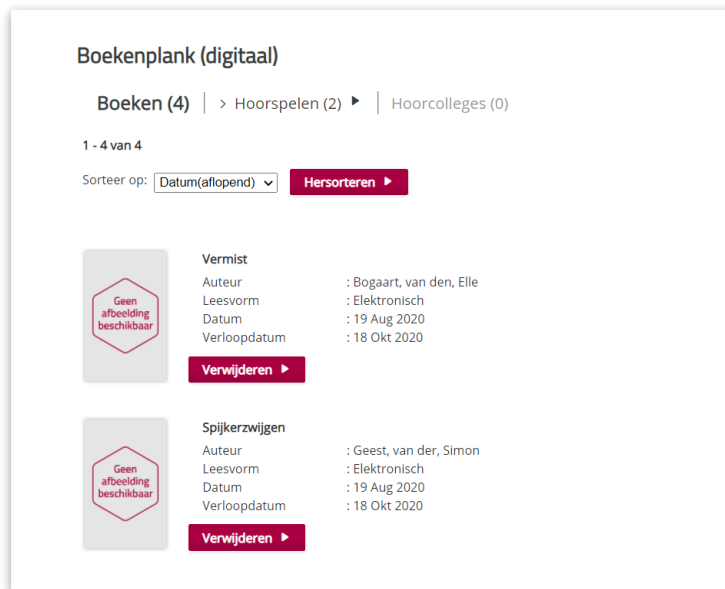 Boekenplank (digitaal)
Boeken (4) | > Hoorspelen (2) ▶ | Hoorcolleges (0)
1 - 4 van 4
Sorteer op: Datum(aflopend) Hersorteren ▶
Vermist
Auteur : Bogaart, van den, Elle
Leesvorm : Elektronisch
Datum : 19 Aug 2020
Verloopdatum : 18 Okt 2020
Geen
afbeelding
beschikbaar
Verwijderen ▶
Spijkerzwijgen
Auteur : Geest, van der, Simon
Leesvorm : Elektronisch
Datum : 19 Aug 2020
Verloopdatum : 18 Okt 2020
Geen
afbeelding
beschikbaar
Verwijderen ▶